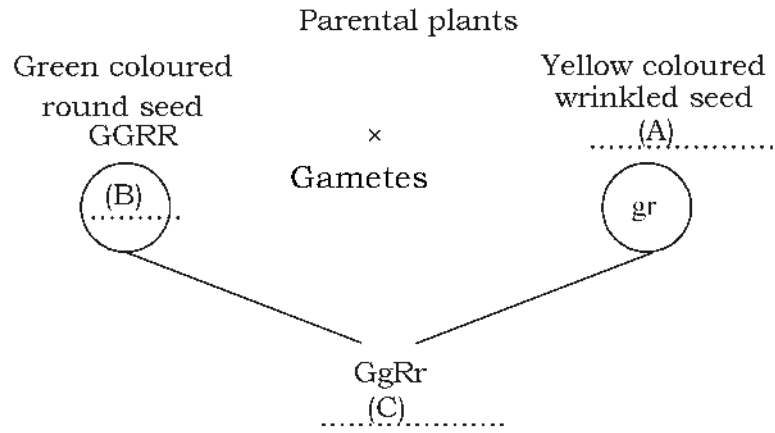 Parental plants
Green coloured
round seed
GGRR
Yellow coloured
wrinkled seed
(A)
×
Gametes
(B)
gr
GgRr
(C)